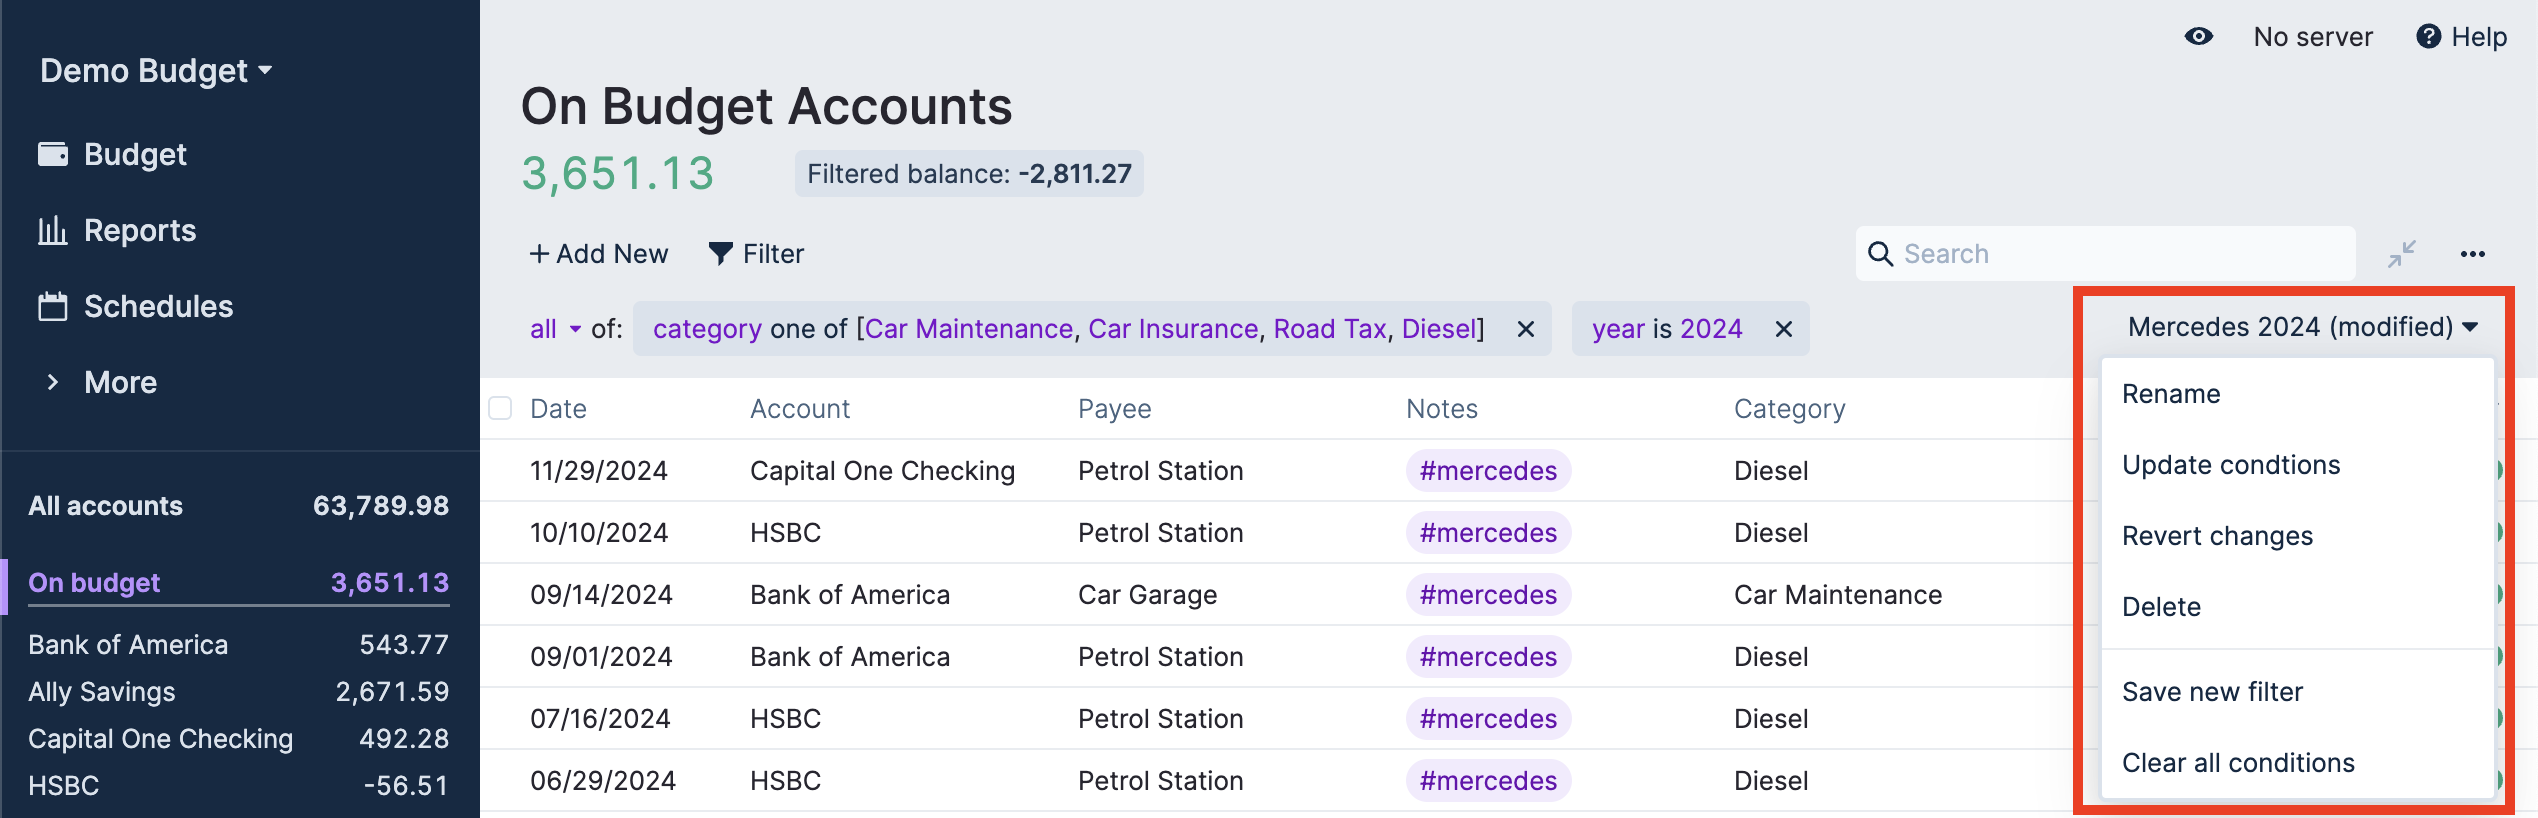 Demo Budget
Budget
Reports
Schedules
More
All accounts 63,789.98
On budget 3,651.13
Bank of America 543.77
Ally Savings 2,671.59
Capital One Checking 492.28
HSBC -56.51
No server Help
On Budget Accounts
3,651.13 Filtered balance: -2,811.27
+ Add New Filter Search
all of: category one of [Car Maintenance, Car Insurance, Road Tax, Diesel] year is 2024 Mercedes 2024 (modified)
Date Account Payee Notes Category
11/29/2024 Capital One Checking Petrol Station #mercedes Diesel
10/10/2024 HSBC Petrol Station #mercedes Diesel
09/14/2024 Bank of America Car Garage #mercedes Car Maintenance
09/01/2024 Bank of America Petrol Station #mercedes Diesel
07/16/2024 HSBC Petrol Station #mercedes Diesel
06/29/2024 HSBC Petrol Station #mercedes Diesel
Rename
Update condtions
Revert changes
Delete
Save new filter
Clear all conditions